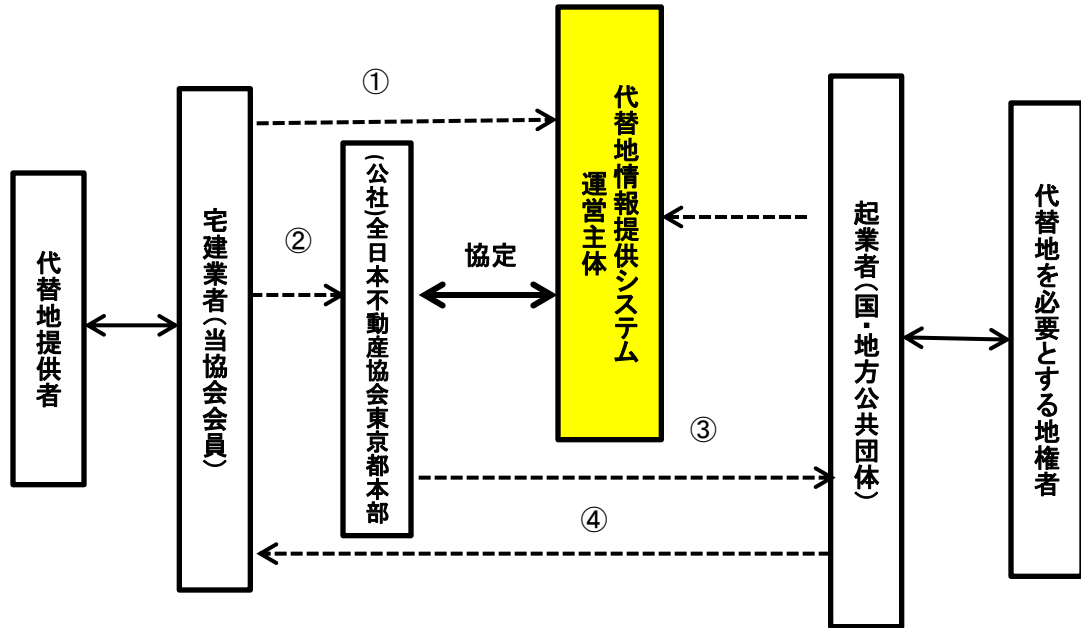 代替地提供者
宅建業者(当協会会員)
①
②
(公社)全日本不動産協会東京都本部
協定
代替地情報提供システム
運営主体
③
④
起業者(国・地方公共団体)
代替地を必要とする地権者